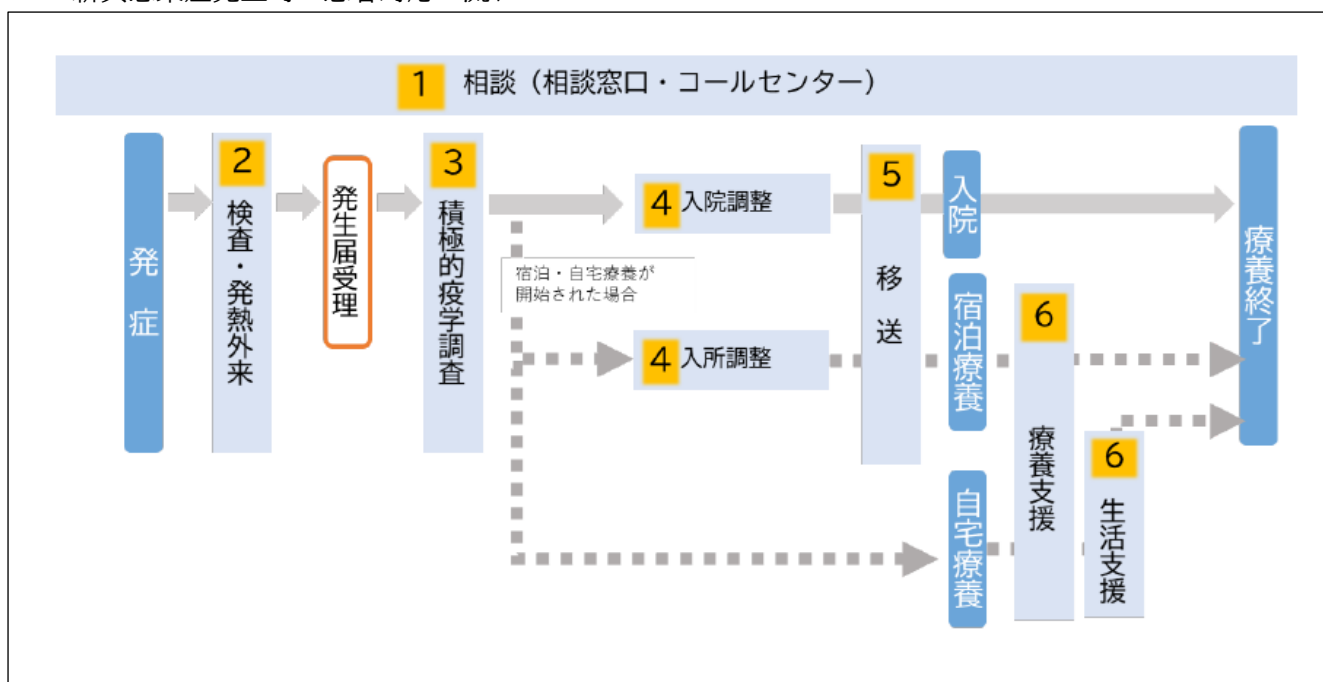 1 相談（相談窓口・コールセンター）
発症
2 検査・発熱外来
発生届受理
3 積極的疫学調査
宿泊・自宅療養が
開始された場合
4 入院調整
4 入所調整
5 移送
入院
宿泊療養
自宅療養
6 療養支援
6 生活支援
療養終了